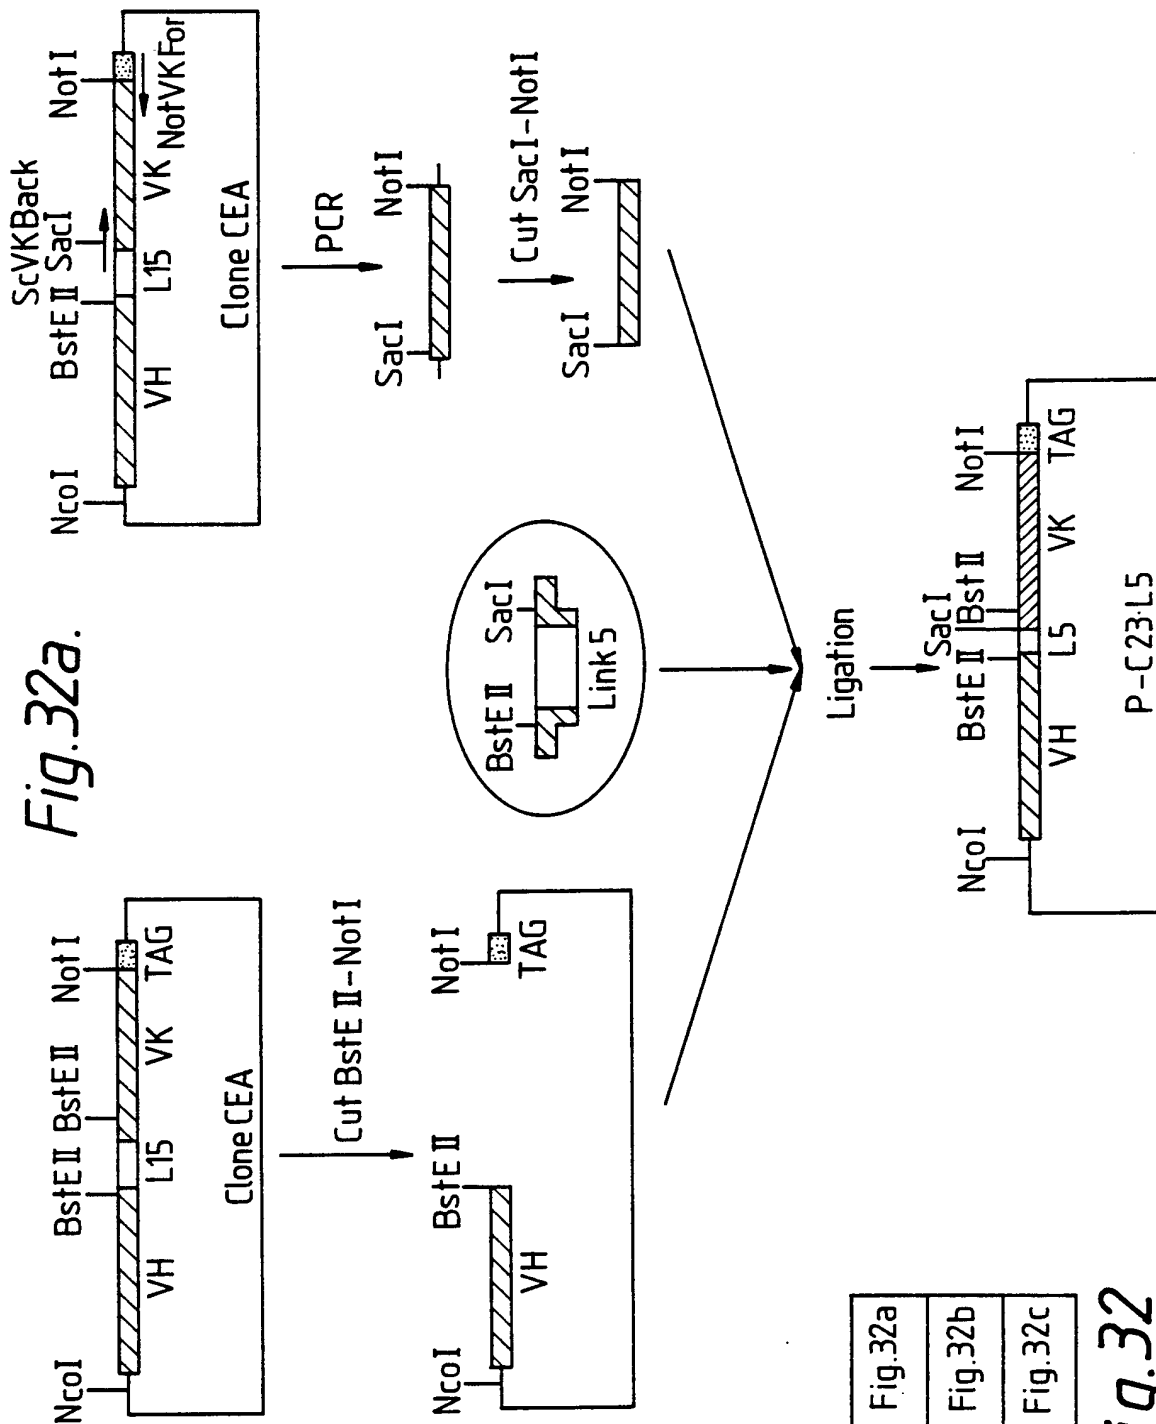 Fig.32a.
NcoI
BstE II
BstE II
NotI
VH
L15
VK
TAG
Clone CEA
Cut BstE II-NotI
NcoI
BstE II
NotI
VH
TAG
ScVKBack
NcoI
BstE II
SacI
NotI
VH
L15
VK
NotVKFor
Clone CEA
PCR
SacI
NotI
Cut SacI-NotI
SacI
NotI
BstE II
SacI
Link 5
Ligation
NcoI
BstE II
SacI
Bst II
NotI
VH
L5
VK
TAG
P-C23·L5
Fig.32a
Fig.32b
Fig.32c